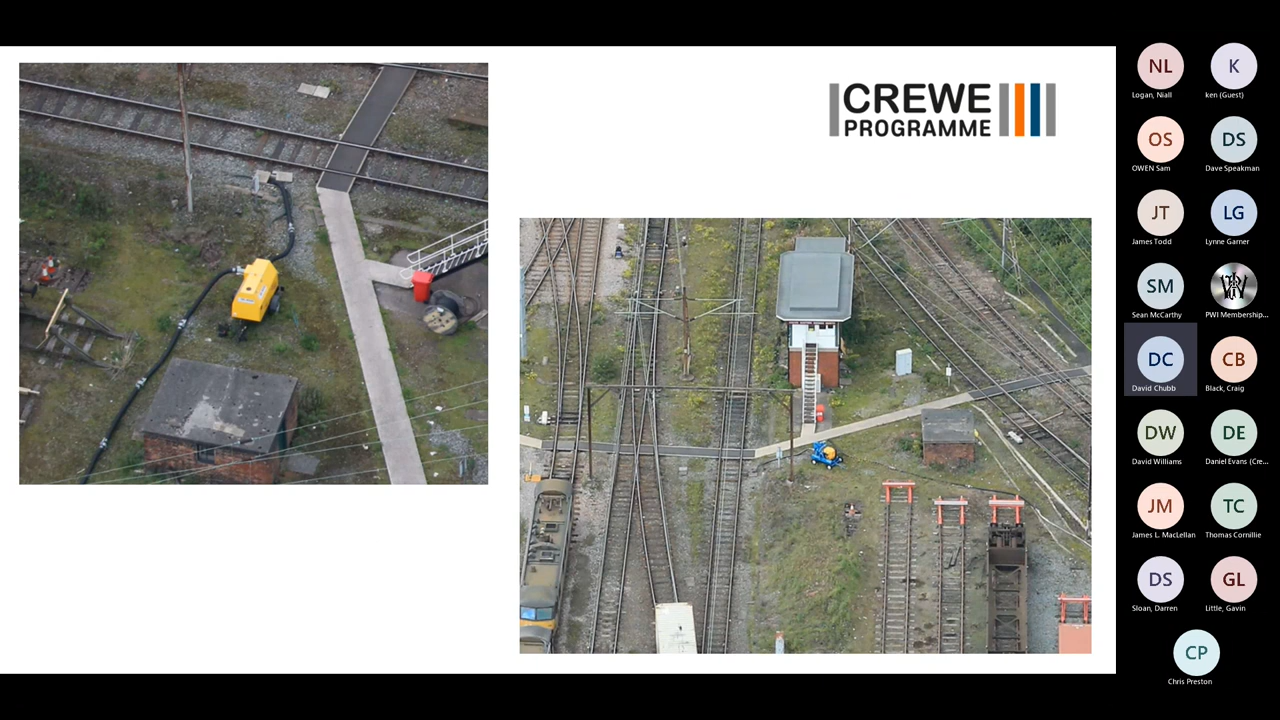 CREWE
PROGRAMME
NL
Logan, Niall
K
ken (Guest)
OS
OWEN Sam
DS
Dave Speakman
JT
James Todd
LG
Lynne Garner
SM
Sean McCarthy
PWI Membership...
DC
David Chubb
CB
Black, Craig
DW
David Williams
DE
Daniel Evans (Cre...
JM
James L. MacLellan
TC
Thomas Cornillie
DS
Sloan, Darren
GL
Little, Gavin
CP
Chris Preston